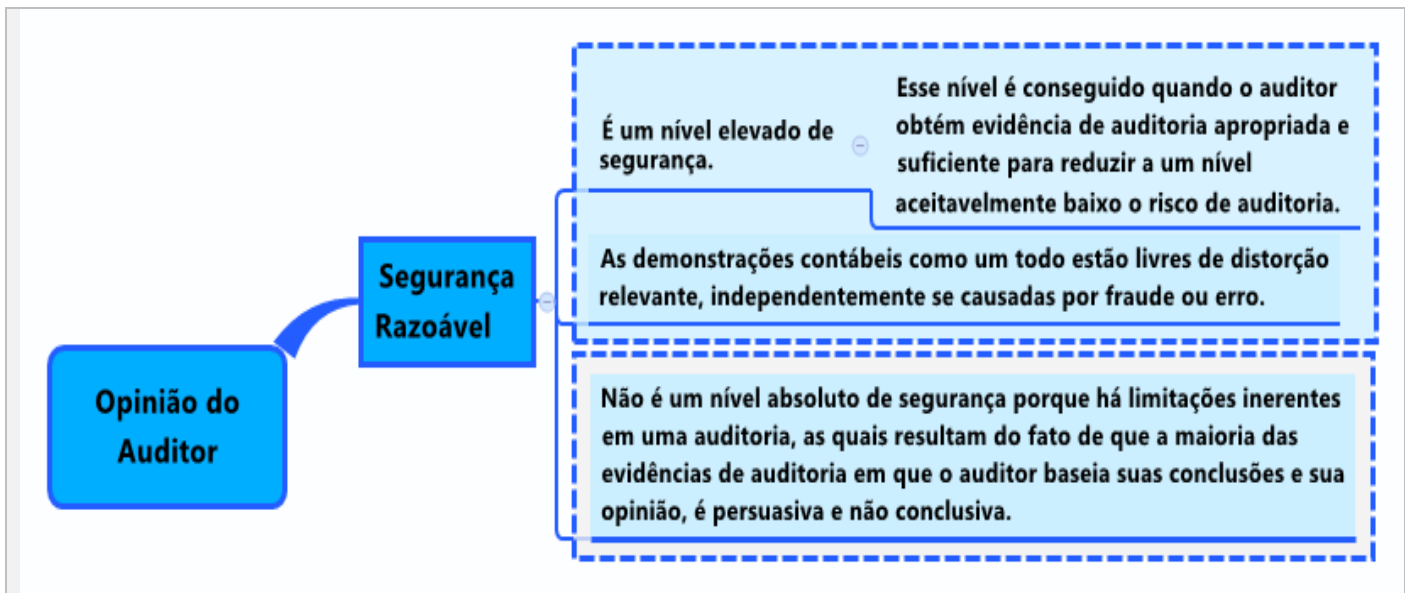 Opinião do
Auditor
Segurança
Razoável
É um nível elevado de
segurança.
Esse nível é conseguido quando o auditor
obtém evidência de auditoria apropriada e
suficiente para reduzir a um nível
aceitavelmente baixo o risco de auditoria.
As demonstrações contábeis como um todo estão livres de distorção
relevante, independentemente se causadas por fraude ou erro.
Não é um nível absoluto de segurança porque há limitações inerentes
em uma auditoria, as quais resultam do fato de que a maioria das
evidências de auditoria em que o auditor baseia suas conclusões e sua
opinião, é persuasiva e não conclusiva.